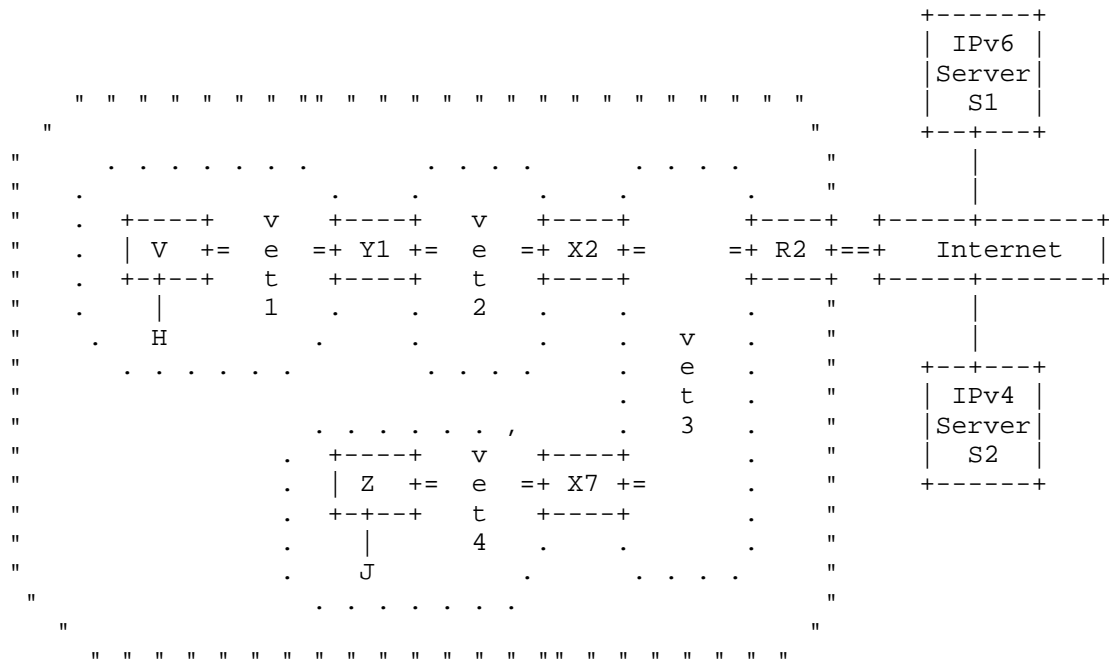 IPv6
Server
S1
V v e t 1 Y1 v e t 2 X2 R2 Internet
H
v e t 3
IPv4
Server
S2
Z v e t 4 X7
J